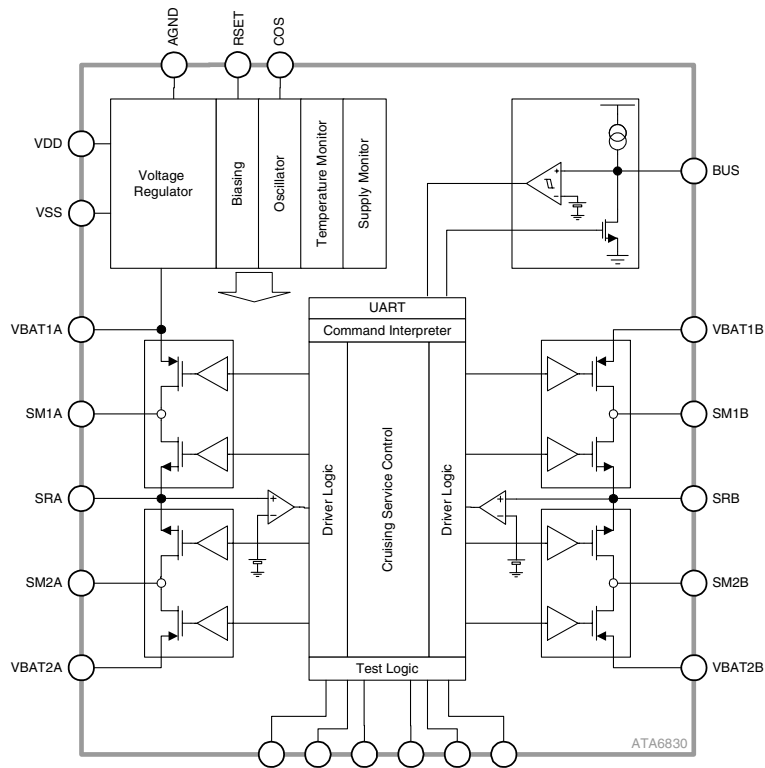 AGND
RSET
COS
VDD
VSS
Voltage
Regulator
Biasing
Oscillator
Temperature Monitor
Supply Monitor
+
−
BUS
UART
Command Interpreter
VBAT1A
VBAT1B
SM1A
SM1B
SRA
+
−
Driver Logic
Cruising Service Control
Driver Logic
+
−
SRB
SM2A
SM2B
VBAT2A
VBAT2B
Test Logic
ATA6830